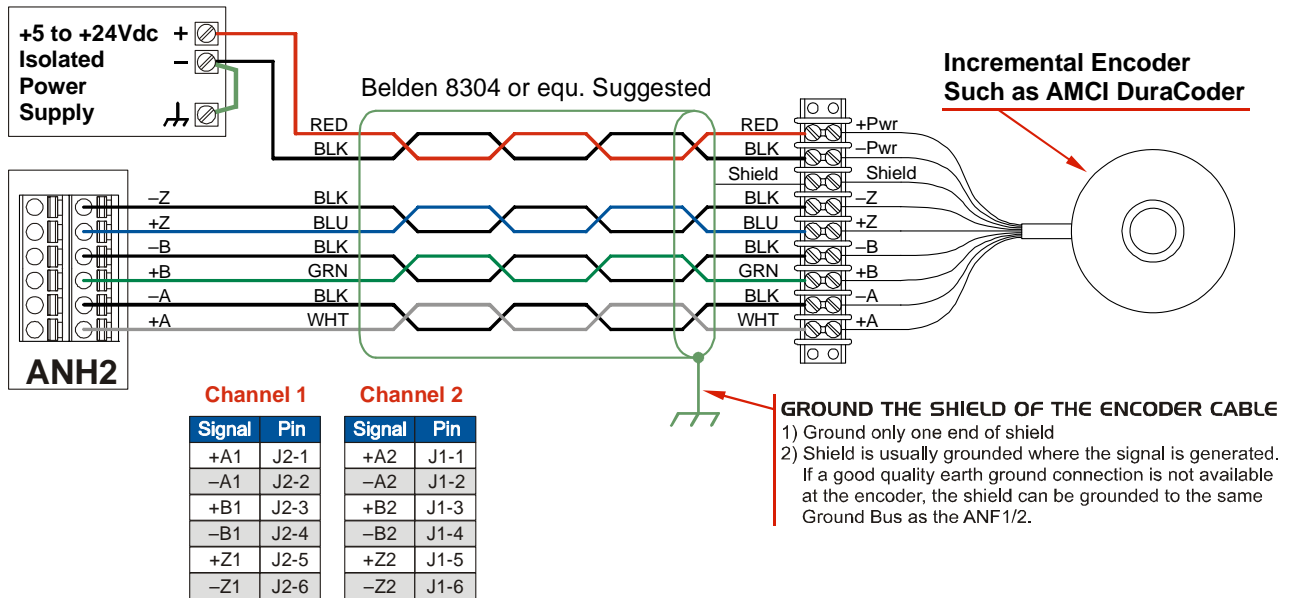 +5 to +24Vdc +
Isolated –
Power
Supply
Incremental Encoder
Such as AMCI DuraCoder
Belden 8304 or equ. Suggested
RED RED +Pwr
BLK BLK –Pwr
Shield Shield
–Z BLK BLK –Z
+Z BLU BLU +Z
–B BLK BLK –B
+B GRN GRN +B
–A BLK BLK –A
+A WHT WHT +A
ANH2
Channel 1
Signal Pin
+A1 J2-1
–A1 J2-2
+B1 J2-3
–B1 J2-4
+Z1 J2-5
–Z1 J2-6
Channel 2
Signal Pin
+A2 J1-1
–A2 J1-2
+B2 J1-3
–B2 J1-4
+Z2 J1-5
–Z2 J1-6
GROUND THE SHIELD OF THE ENCODER CABLE
1) Ground only one end of shield
2) Shield is usually grounded where the signal is generated.
If a good quality earth ground connection is not available
at the encoder, the shield can be grounded to the same
Ground Bus as the ANF1/2.